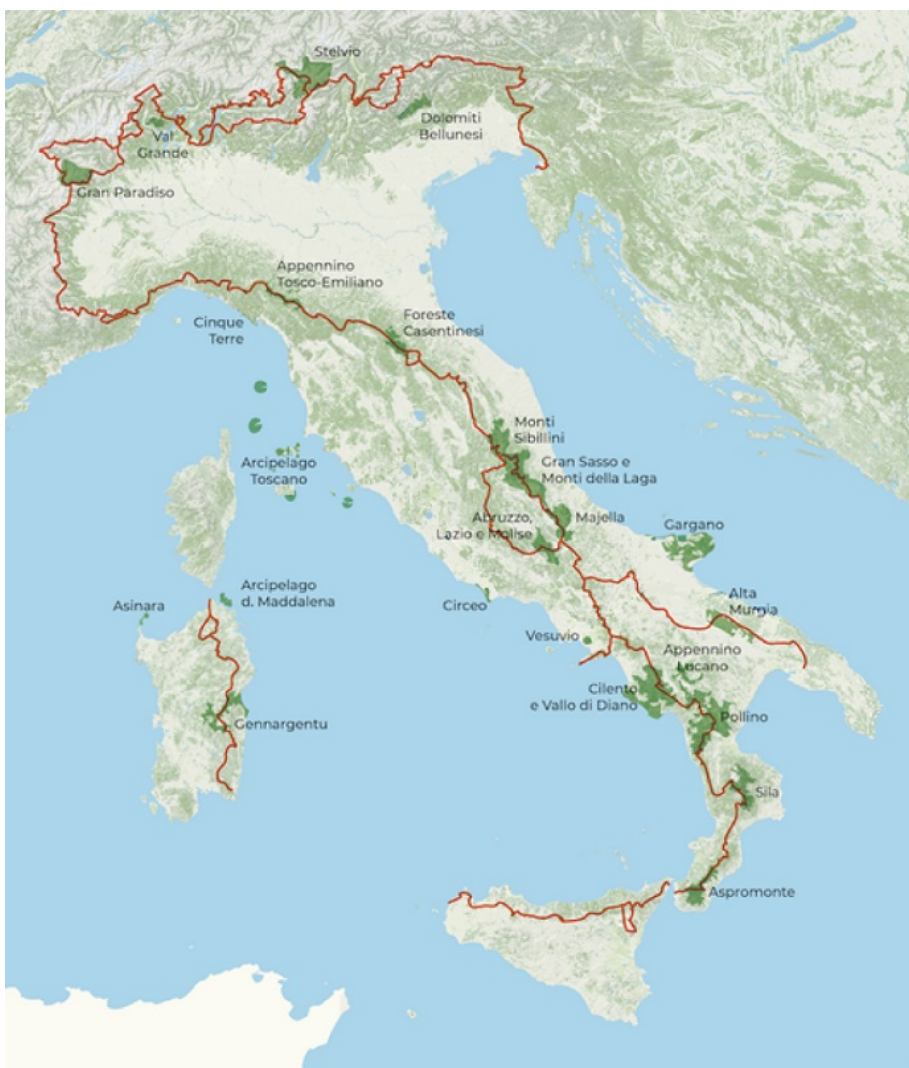 Stelvio
Dolomiti
Bellunesi
Val
Grande
Gran Paradiso
Appennino
Tosco-Emiliano
Foreste
Casentinesi
Cinque
Terre
Monti
Sibillini
Arcipelago
Toscano
Gran Sasso e
Monti della Laga
Abruzzo,
Lazio e Molise
Majella
Gargano
Arcipelago
d. Maddalena
Asinara
Circeo
Alta
Murgia
Vesuvio
Appennino
Lucano
Cilento
e Vallo di Diano
Pollino
Gennargentu
Sila
Aspromonte